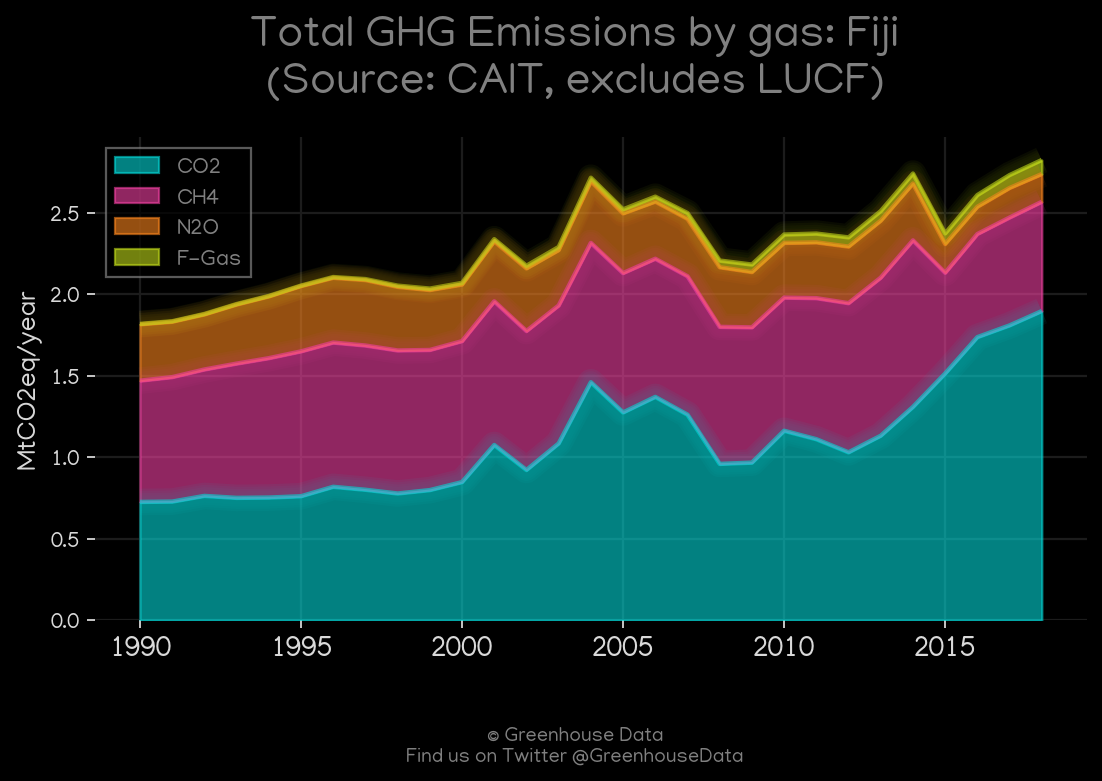 Total GHG Emissions by gas: Fiji
(Source: CAIT, excludes LUCF)
CO2
CH4
N2O
F-Gas
MtCO2eq/year
2.5
2.0
1.5
1.0
0.5
0.0
1990 1995 2000 2005 2010 2015
© Greenhouse Data
Find us on Twitter @GreenhouseData